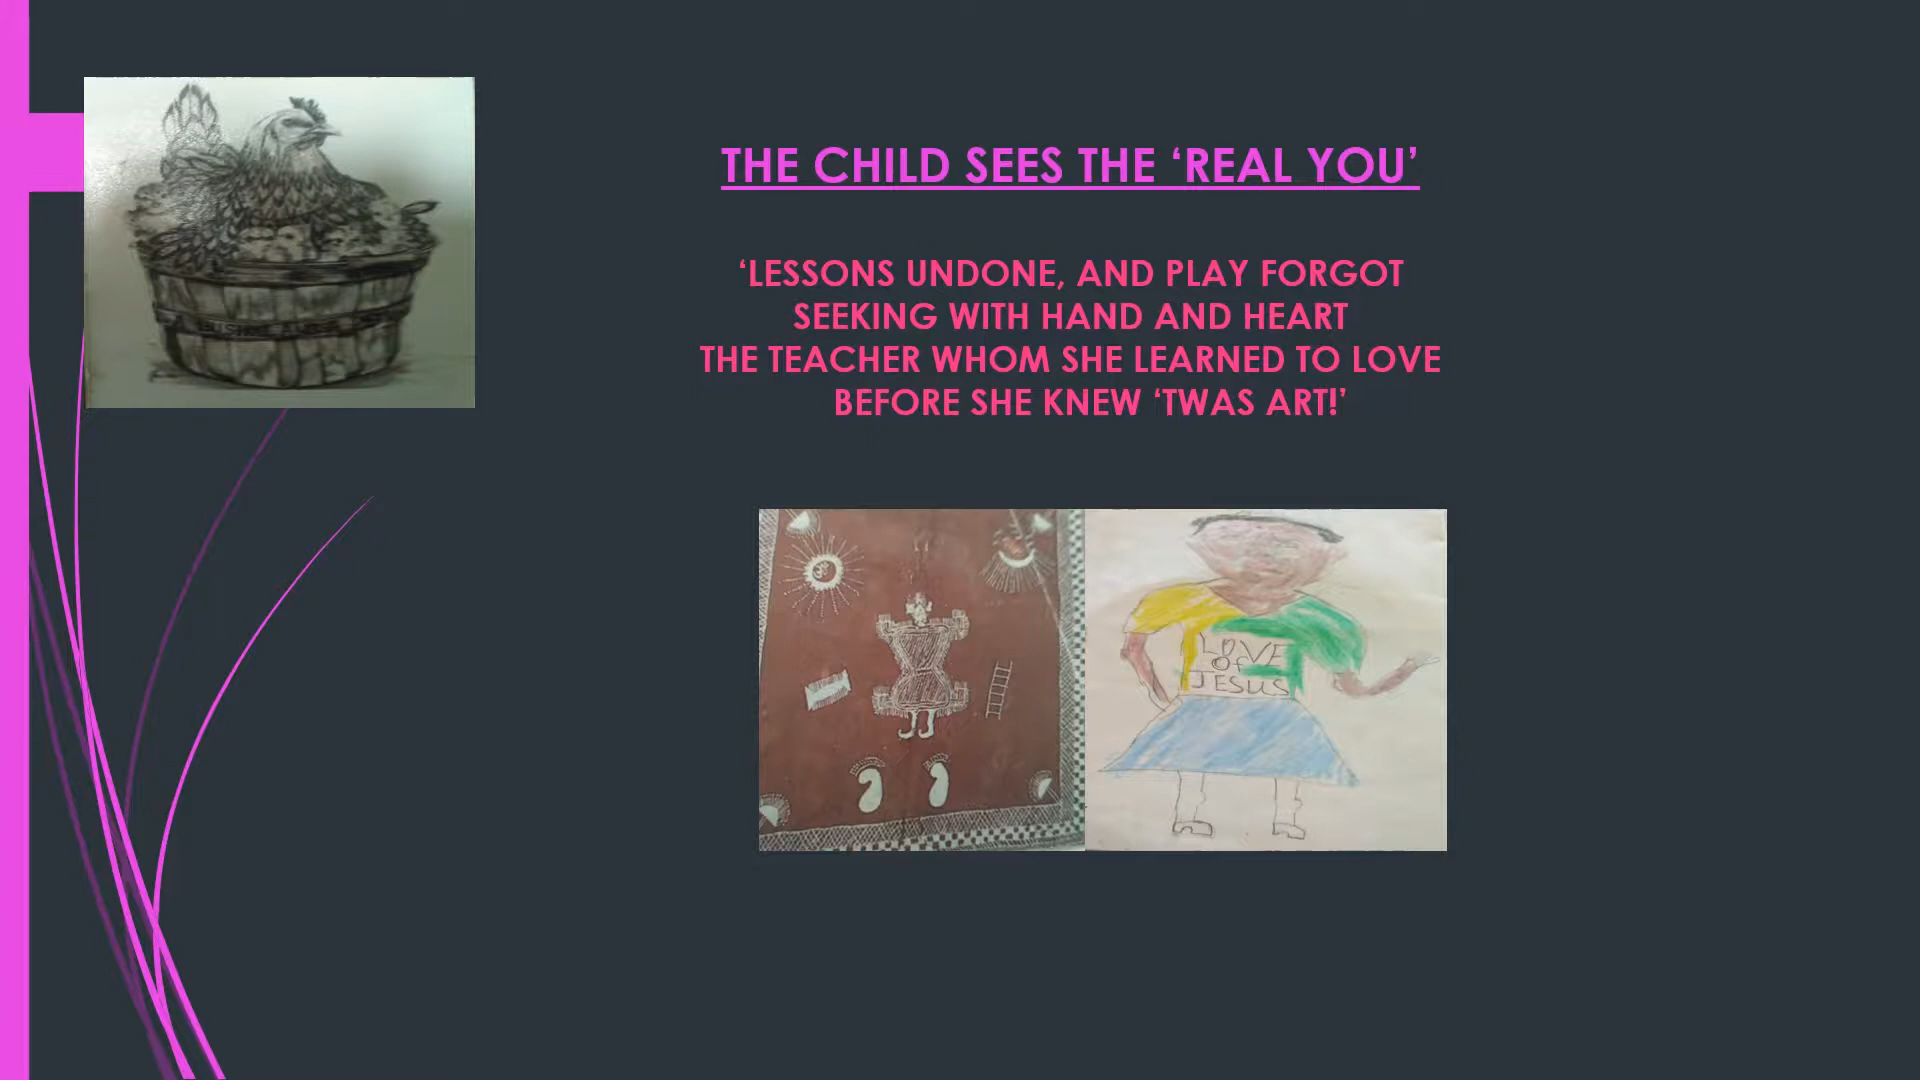 THE CHILD SEES THE ‘REAL YOU’
‘LESSONS UNDONE, AND PLAY FORGOT
SEEKING WITH HAND AND HEART
THE TEACHER WHOM SHE LEARNED TO LOVE
BEFORE SHE KNEW ‘TWAS ART!’
ॐ
LOVE
Of
JESUS